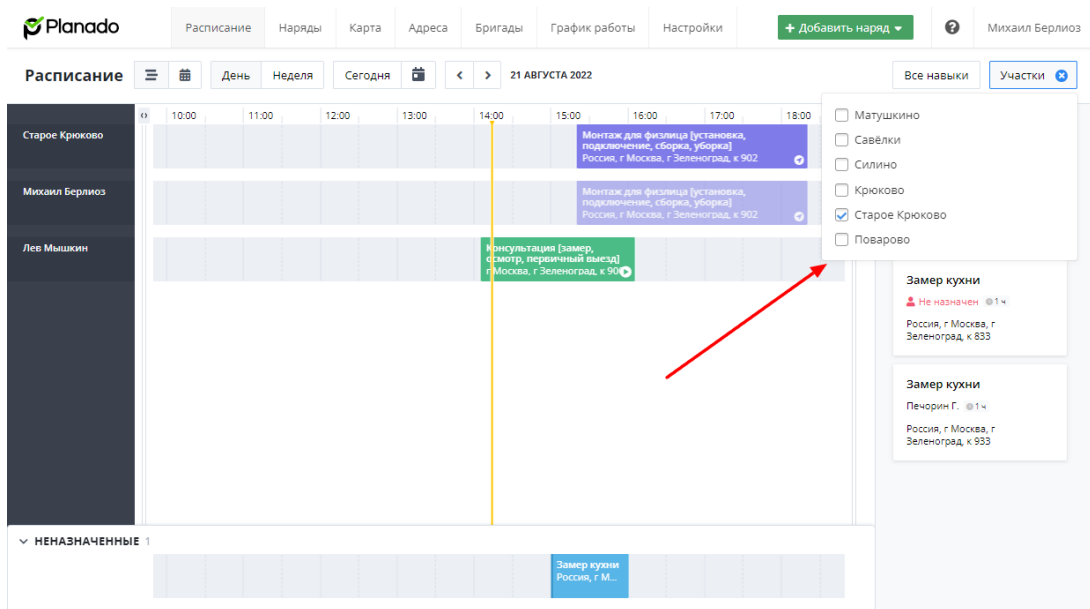 Planado
Расписание Наряды Карта Адреса Бригады График работы Настройки + Добавить наряд ? Михаил Берлиоз
Расписание День Неделя Сегодня < > 21 АВГУСТА 2022 Все навыки Участки
10:00 11:00 12:00 13:00 14:00 15:00 16:00 17:00 18:00
Матушкино
Савёлки
Силино
Крюково
Старое Крюково
Поварово
Старое Крюково
Монтаж для физлица [установка,
подключение, сборка, уборка]
Россия, г Москва, г Зеленоград, к 902
Михаил Берлиоз
Монтаж для физлица [установка,
подключение, сборка, уборка]
Россия, г Москва, г Зеленоград, к 902
Лев Мышкин
Консультация [замер,
осмотр, первичный выезд]
г Москва, г Зеленоград, к 90
Замер кухни
Не назначен 1 ч
Россия, г Москва, г
Зеленоград, к 833
Замер кухни
Печорин Г. 1 ч
Россия, г Москва, г
Зеленоград, к 933
НЕНАЗНАЧЕННЫЕ 1
Замер кухни
Россия, г М...